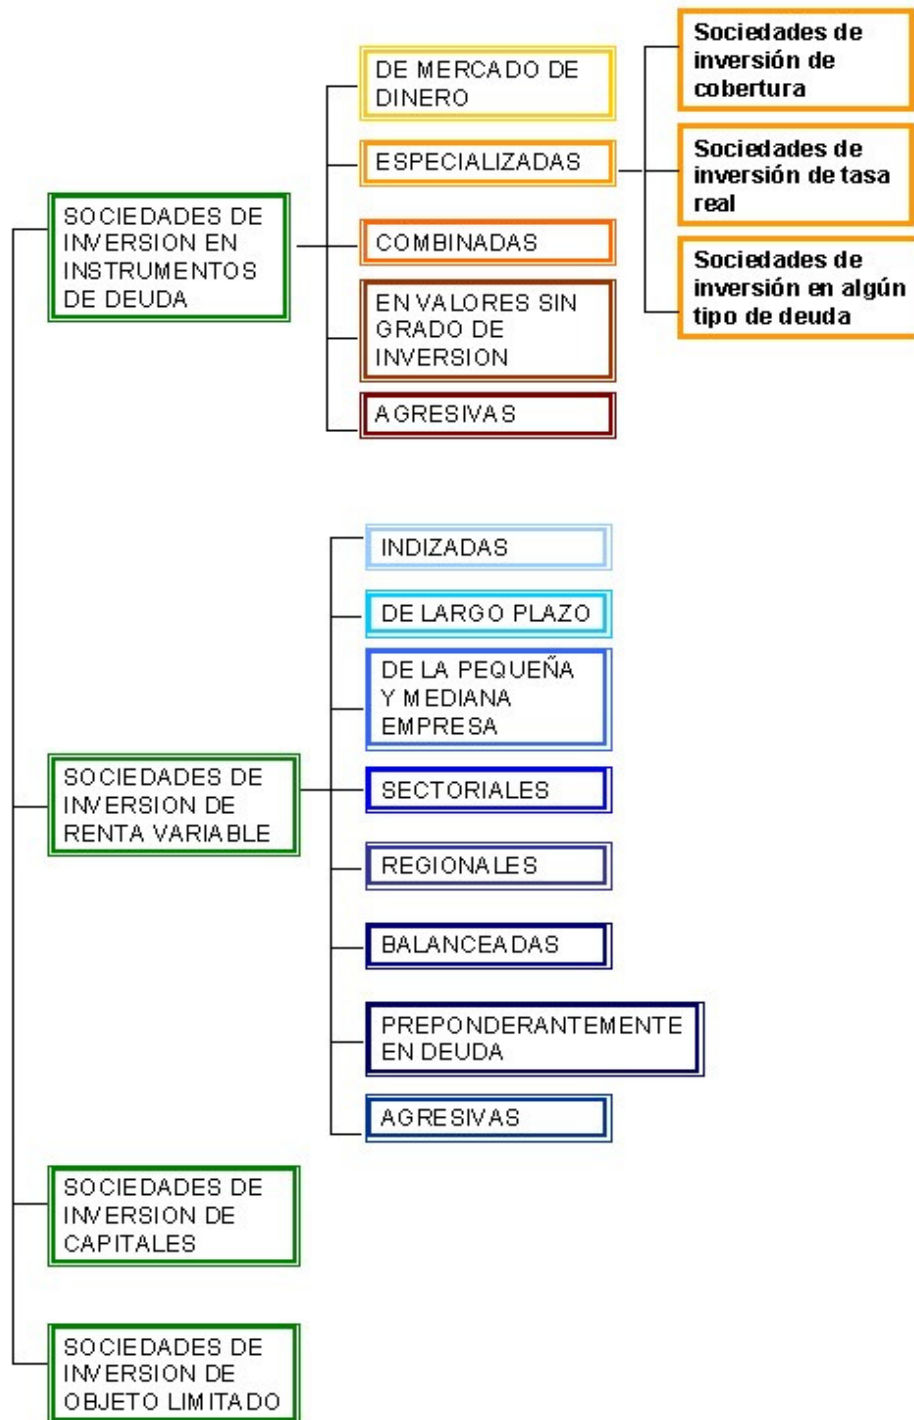 SOCIEDADES DE
INVERSION EN
INSTRUMENTOS
DE DEUDA
DE MERCADO DE
DINERO
ESPECIALIZADAS
Sociedades de
inversión de
cobertura
Sociedades de
inversión de tasa
real
Sociedades de
inversión en algún
tipo de deuda
COMBINADAS
EN VALORES SIN
GRADO DE
INVERSION
AGRESIVAS
SOCIEDADES DE
INVERSION DE
RENTA VARIABLE
INDIZADAS
DE LARGO PLAZO
DE LA PEQUEÑA
Y MEDIANA
EMPRESA
SECTORIALES
REGIONALES
BALANCEADAS
PREPONDERANTEMENTE
EN DEUDA
AGRESIVAS
SOCIEDADES DE
INVERSION DE
CAPITALES
SOCIEDADES DE
INVERSION DE
OBJETO LIMITADO